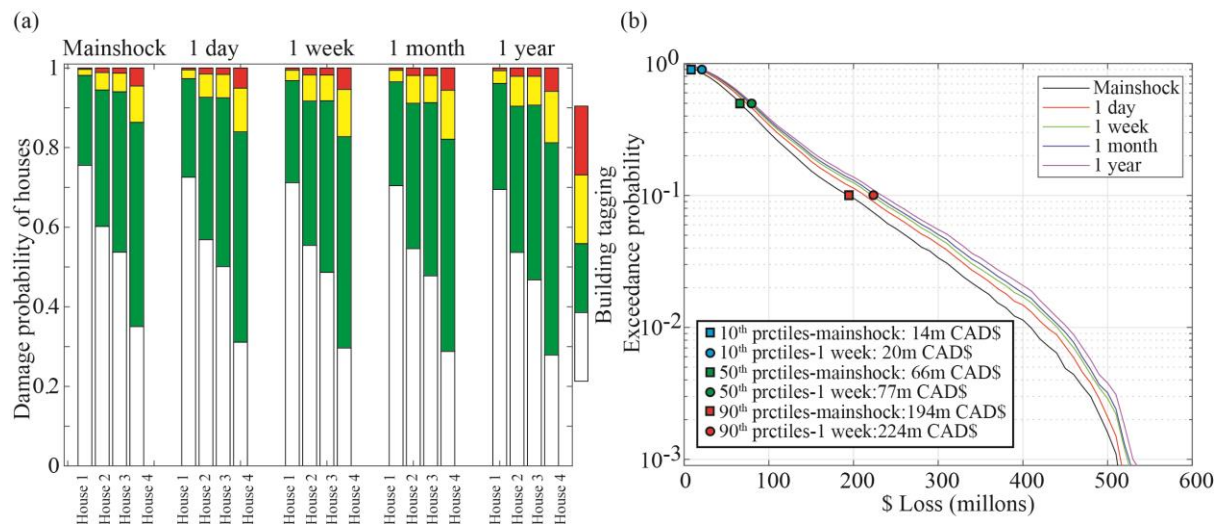 (a)
Mainshock 1 day 1 week 1 month 1 year
Damage probability of houses
1
0.8
0.6
0.4
0.2
0
House 1 House 2 House 3 House 4 House 1 House 2 House 3 House 4 House 1 House 2 House 3 House 4 House 1 House 2 House 3 House 4 House 1 House 2 House 3 House 4
Building tagging
(b)
Exceedance probability
10⁰
10⁻¹
10⁻²
10⁻³
Mainshock
1 day
1 week
1 month
1 year
10th prctiles-mainshock: 14m CAD$
10th prctiles-1 week: 20m CAD$
50th prctiles-mainshock: 66m CAD$
50th prctiles-1 week:77m CAD$
90th prctiles-mainshock:194m CAD$
90th prctiles-1 week:224m CAD$
0 100 200 300 400 500 600
$ Loss (millons)